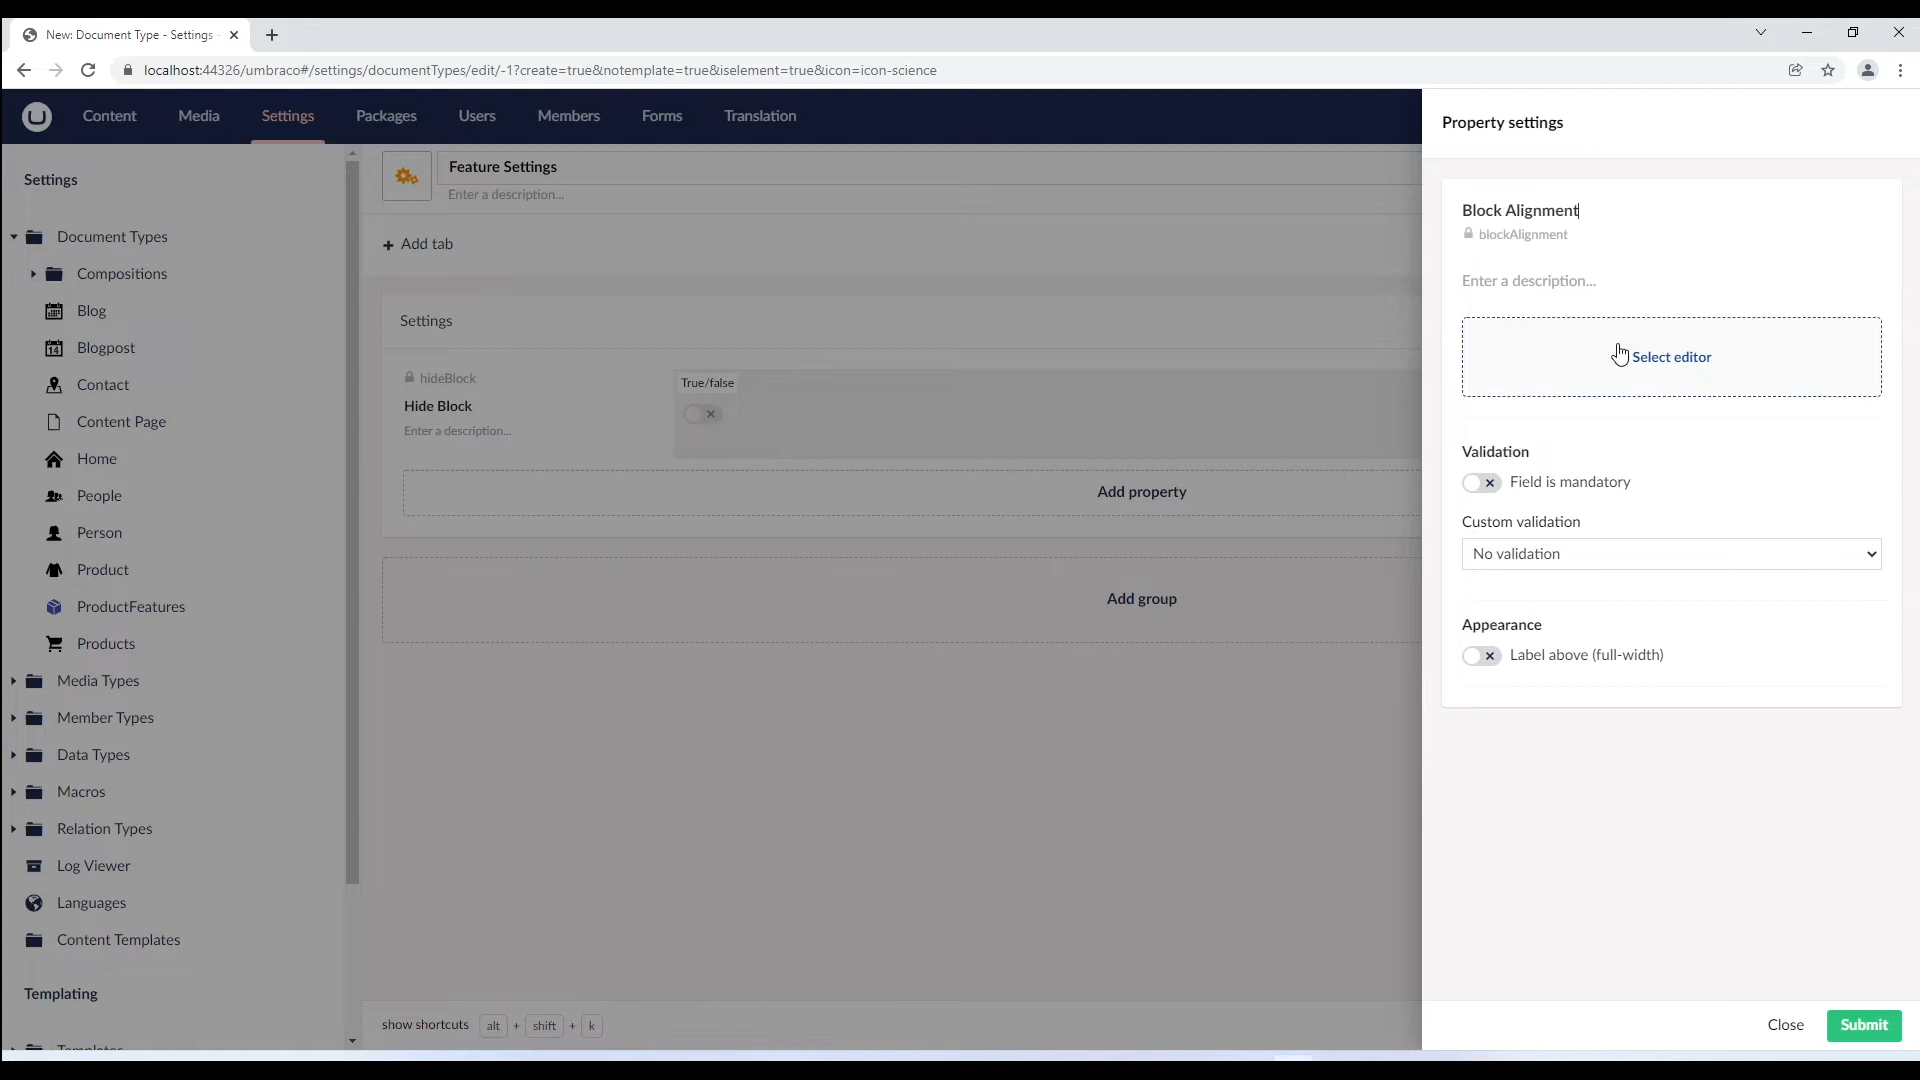 New: Document Type - Settings
localhost:44326/umbraco#/settings/documentTypes/edit/-1?create=true&notemplate=true&iselement=true&icon=icon-science
Content Media Settings Packages Users Members Forms Translation
Settings
Document Types
Compositions
Blog
Blogpost
Contact
Content Page
Home
People
Person
Product
ProductFeatures
Products
Media Types
Member Types
Data Types
Macros
Relation Types
Log Viewer
Languages
Content Templates
Templating
Templates
Feature Settings
Enter a description...
+ Add tab
Settings
hideBlock
Hide Block
Enter a description...
True/false
Add property
Add group
show shortcuts alt + shift + k
Property settings
Block Alignment
blockAlignment
Enter a description...
Select editor
Validation
Field is mandatory
Custom validation
No validation
Appearance
Label above (full-width)
Close Submit